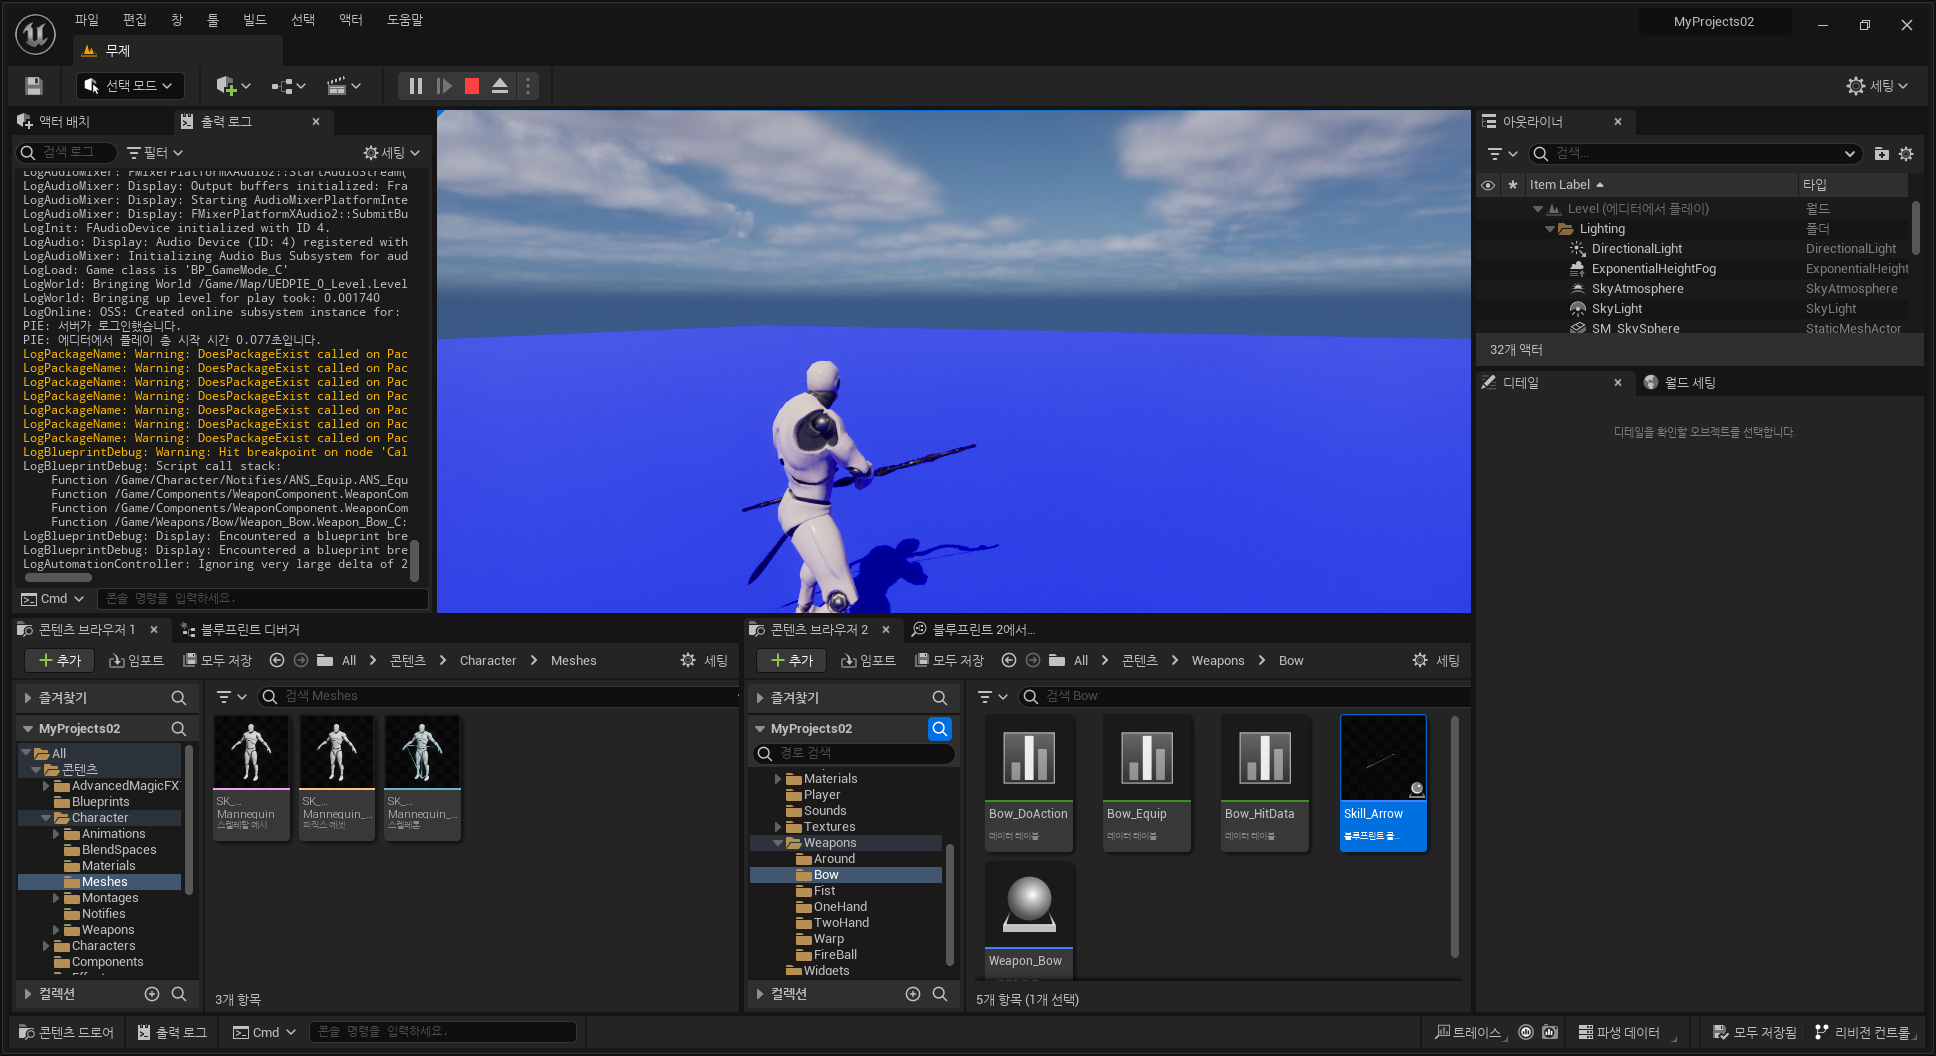 파일 편집 창 툴 빌드 선택 액터 도움말
MyProjects02
무제
선택 모드
세팅
액터 배치
출력 로그
검색 로그
필터
세팅
LogAudioMixer: FMixerPlatformXAudio2::StartAudioStream(
LogAudioMixer: Display: Output buffers initialized: Fra
LogAudioMixer: Display: Starting AudioMixerPlatformInte
LogAudioMixer: Display: FMixerPlatformXAudio2::SubmitBu
LogInit: FAudioDevice initialized with ID 4.
LogAudio: Display: Audio Device (ID: 4) registered with
LogAudioMixer: Initializing Audio Bus Subsystem for aud
LogLoad: Game class is 'BP_GameMode_C'
LogWorld: Bringing World /Game/Map/UEDPIE_0_Level.Level
LogWorld: Bringing up level for play took: 0.001740
LogOnline: OSS: Created online subsystem instance for:
PIE: 서버가 로그인했습니다.
PIE: 에디터에서 플레이 총 시작 시간 0.077초입니다.
LogPackageName: Warning: DoesPackageExist called on Pac
LogPackageName: Warning: DoesPackageExist called on Pac
LogPackageName: Warning: DoesPackageExist called on Pac
LogPackageName: Warning: DoesPackageExist called on Pac
LogPackageName: Warning: DoesPackageExist called on Pac
LogPackageName: Warning: DoesPackageExist called on Pac
LogPackageName: Warning: DoesPackageExist called on Pac
LogBlueprintDebug: Warning: Hit breakpoint on node 'Cal
LogBlueprintDebug: Script call stack:
Function /Game/Character/Notifies/ANS_Equip.ANS_Equ
Function /Game/Components/WeaponComponent.WeaponCom
Function /Game/Components/WeaponComponent.WeaponCom
Function /Game/Weapons/Bow/Weapon_Bow.Weapon_Bow_C:
LogBlueprintDebug: Display: Encountered a blueprint bre
LogBlueprintDebug: Display: Encountered a blueprint bre
LogAutomationController: Ignoring very large delta of 2
Cmd
콘솔 명령을 입력하세요.
아웃라이너
검색...
Item Label 타입
Level (에디터에서 플레이) 월드
Lighting 폴더
DirectionalLight DirectionalLight
ExponentialHeightFog ExponentialHeight
SkyAtmosphere SkyAtmosphere
SkyLight SkyLight
SM_SkySphere StaticMeshActor
32개 액터
디테일
월드 세팅
디테일을 확인할 오브젝트를 선택합니다.
콘텐츠 브라우저 1
블루프린트 디버거
추가 임포트 모두 저장 All 콘텐츠 Character Meshes 세팅
즐겨찾기
검색 Meshes
MyProjects02
All
콘텐츠
AdvancedMagicFX
Blueprints
Character
Animations
BlendSpaces
Materials
Meshes
Montages
Notifies
Weapons
Characters
Components
컬렉션
SK_... Mannequin
스켈레탈 메시
SK_... Mannequin_...
피직스 에셋
SK_... Mannequin_...
스켈레톤
3개 항목
콘텐츠 브라우저 2
블루프린트 2에서...
추가 임포트 모두 저장 All 콘텐츠 Weapons Bow 세팅
즐겨찾기
검색 Bow
MyProjects02
경로 검색
Materials
Player
Sounds
Textures
Weapons
Around
Bow
Fist
OneHand
TwoHand
Warp
FireBall
Widgets
컬렉션
Bow_DoAction
데이터 테이블
Bow_Equip
데이터 테이블
Bow_HitData
데이터 테이블
Skill_Arrow
블루프린트 클...
Weapon_Bow
5개 항목 (1개 선택)
콘텐츠 드로어 출력 로그 Cmd 콘솔 명령을 입력하세요.
트레이스 파생 데이터 모두 저장됨 리비전 컨트롤